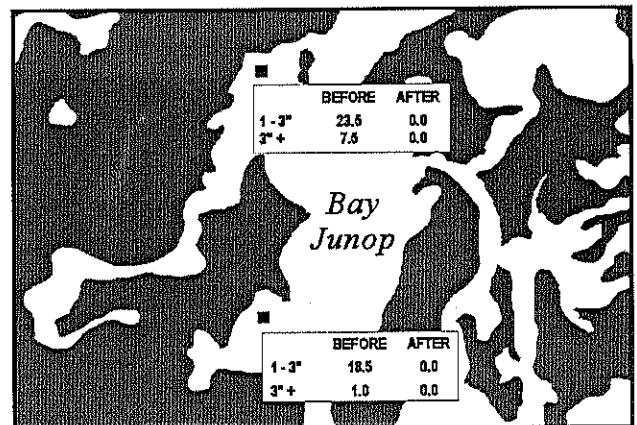 BEFORE AFTER
1 - 3" 23.5 0.0
3" + 7.5 0.0
Bay
Junop
BEFORE AFTER
1 - 3" 18.5 0.0
3" + 1.0 0.0